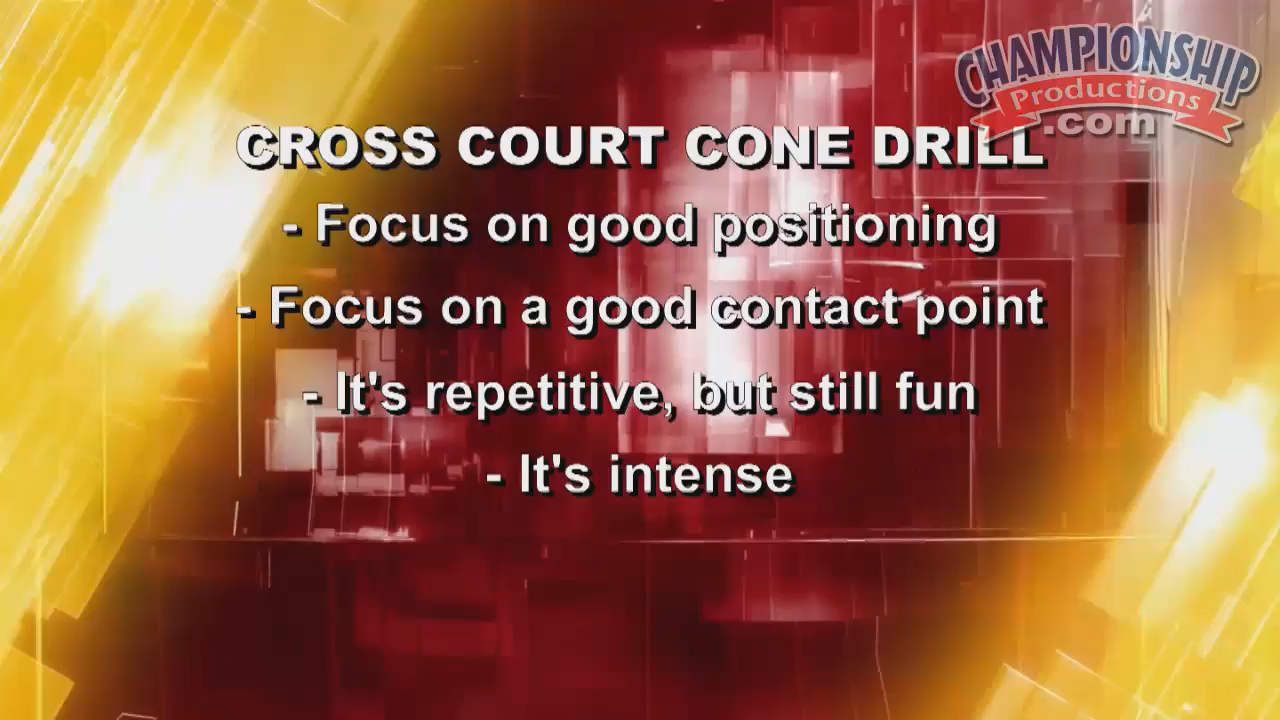 CHAMPIONSHIP
Productions
.com
CROSS COURT CONE DRILL
- Focus on good positioning
- Focus on a good contact point
- It's repetitive, but still fun
- It's intense